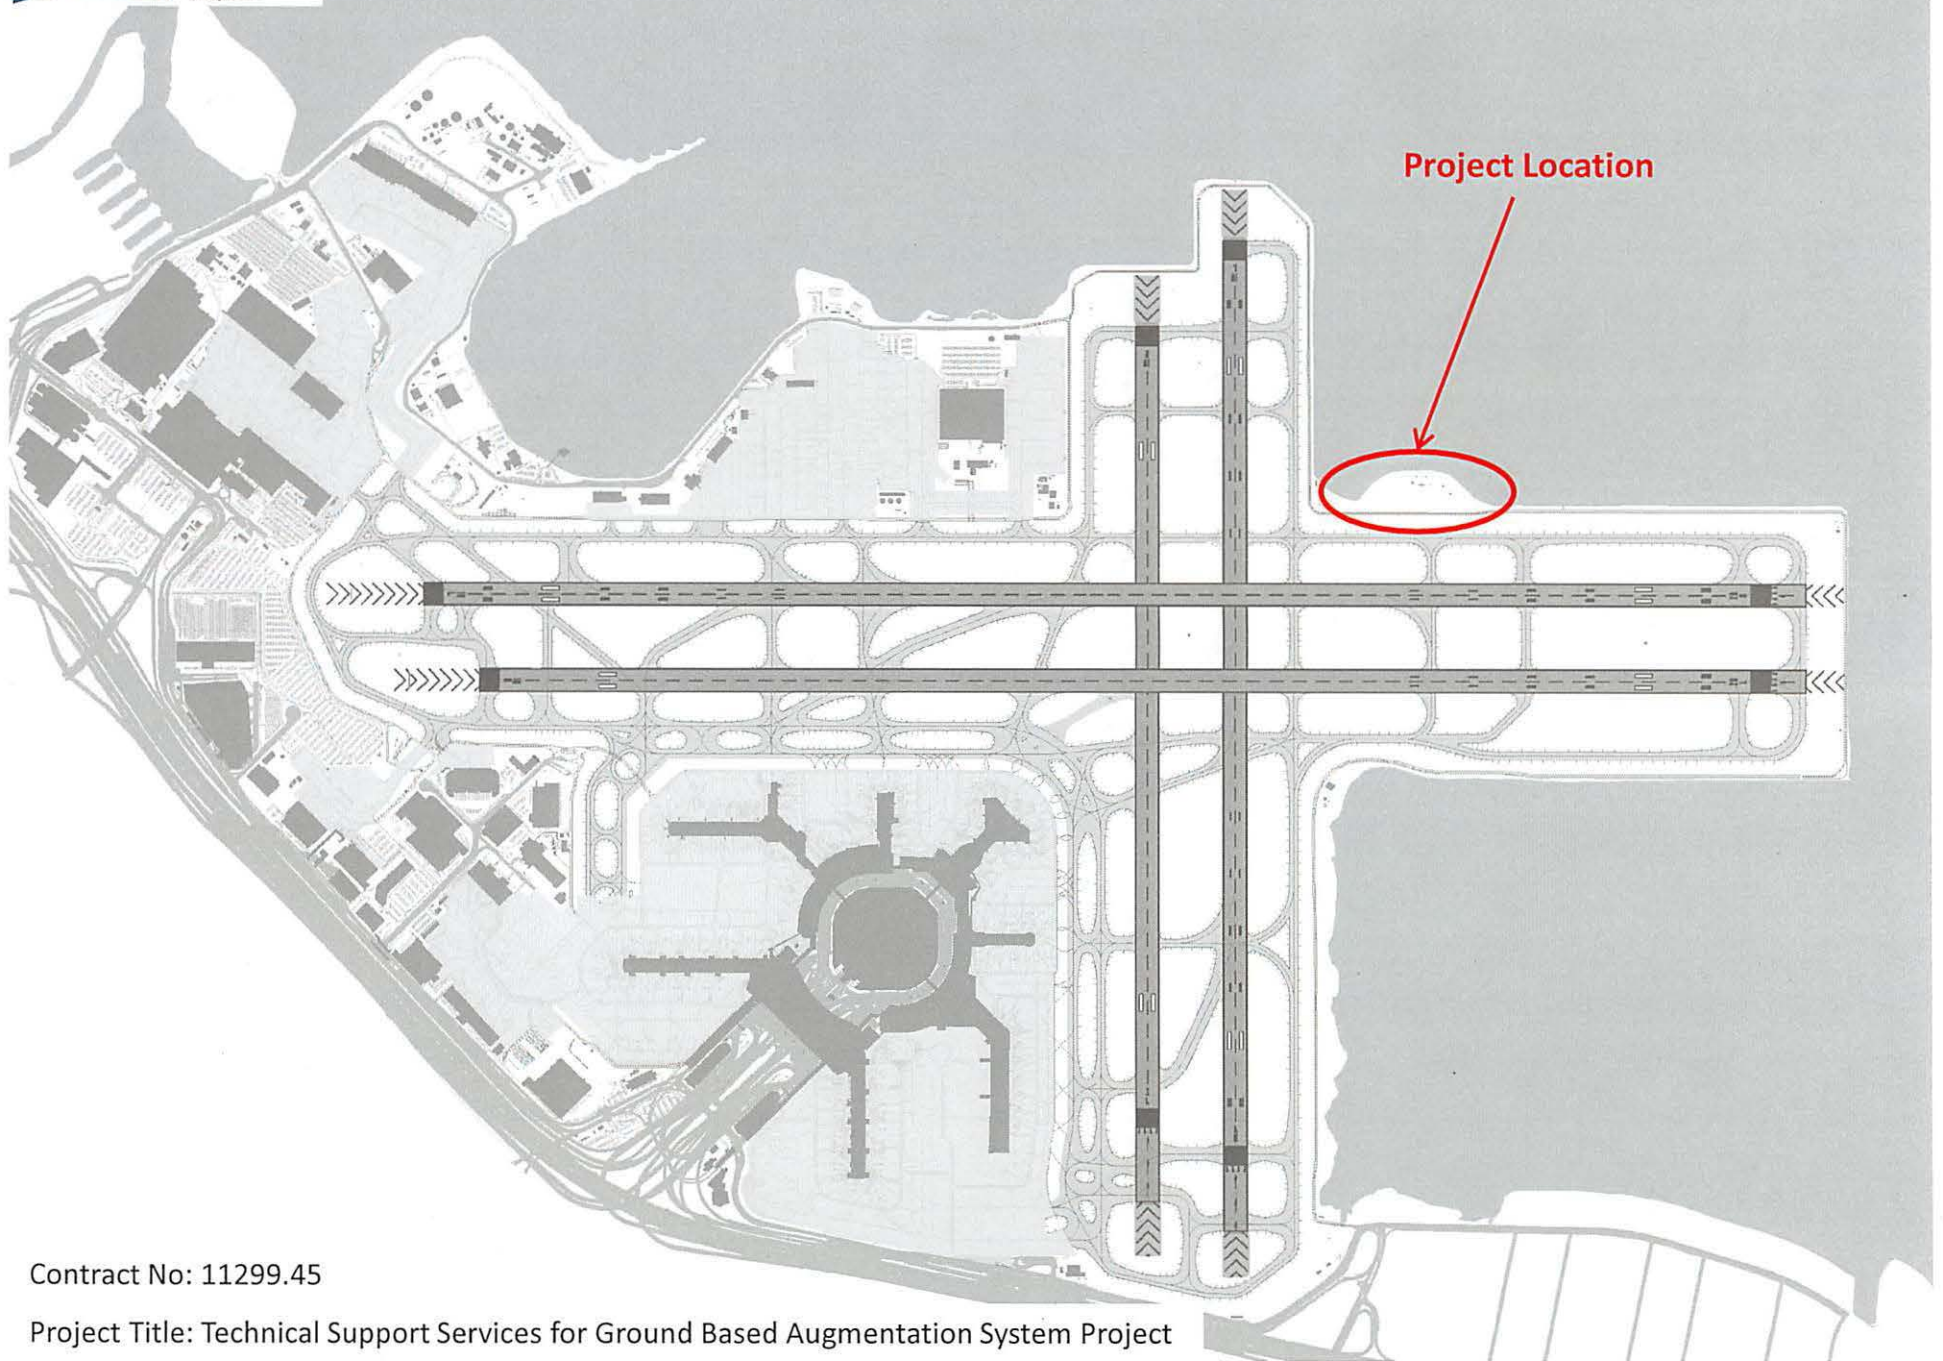 Project Location
Contract No: 11299.45
Project Title: Technical Support Services for Ground Based Augmentation System Project